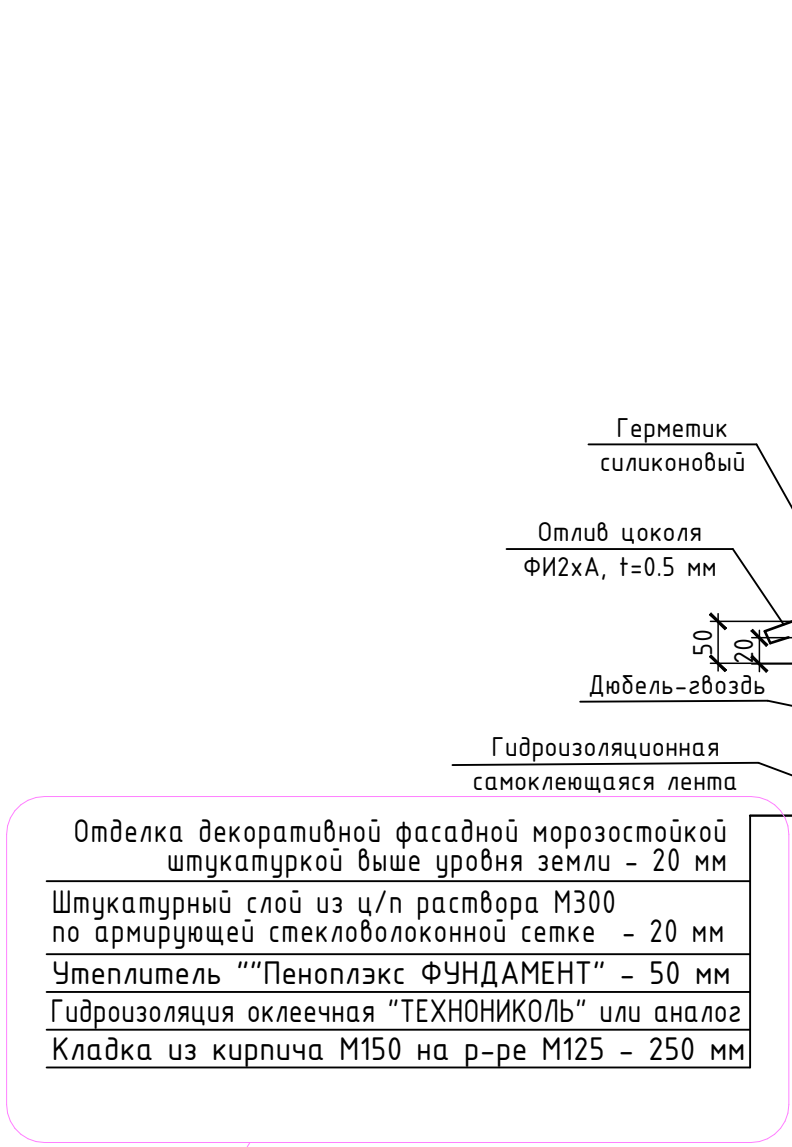 Герметик
силиконовый
Отлив цоколя
ФИ2хА, t=0.5 мм
50
20
Дюбель-гвоздь
Гидроизоляционная
самоклеющаяся лента
Отделка декоративной фасадной морозостойкой
штукатуркой выше уровня земли - 20 мм
Штукатурный слой из ц/п раствора М300
по армирующей стекловолоконной сетке - 20 мм
Утеплитель ""Пеноплэкс ФУНДАМЕНТ" - 50 мм
Гидроизоляция оклеечная "ТЕХНОНИКОЛЬ" или аналог
Кладка из кирпича М150 на р-ре М125 - 250 мм